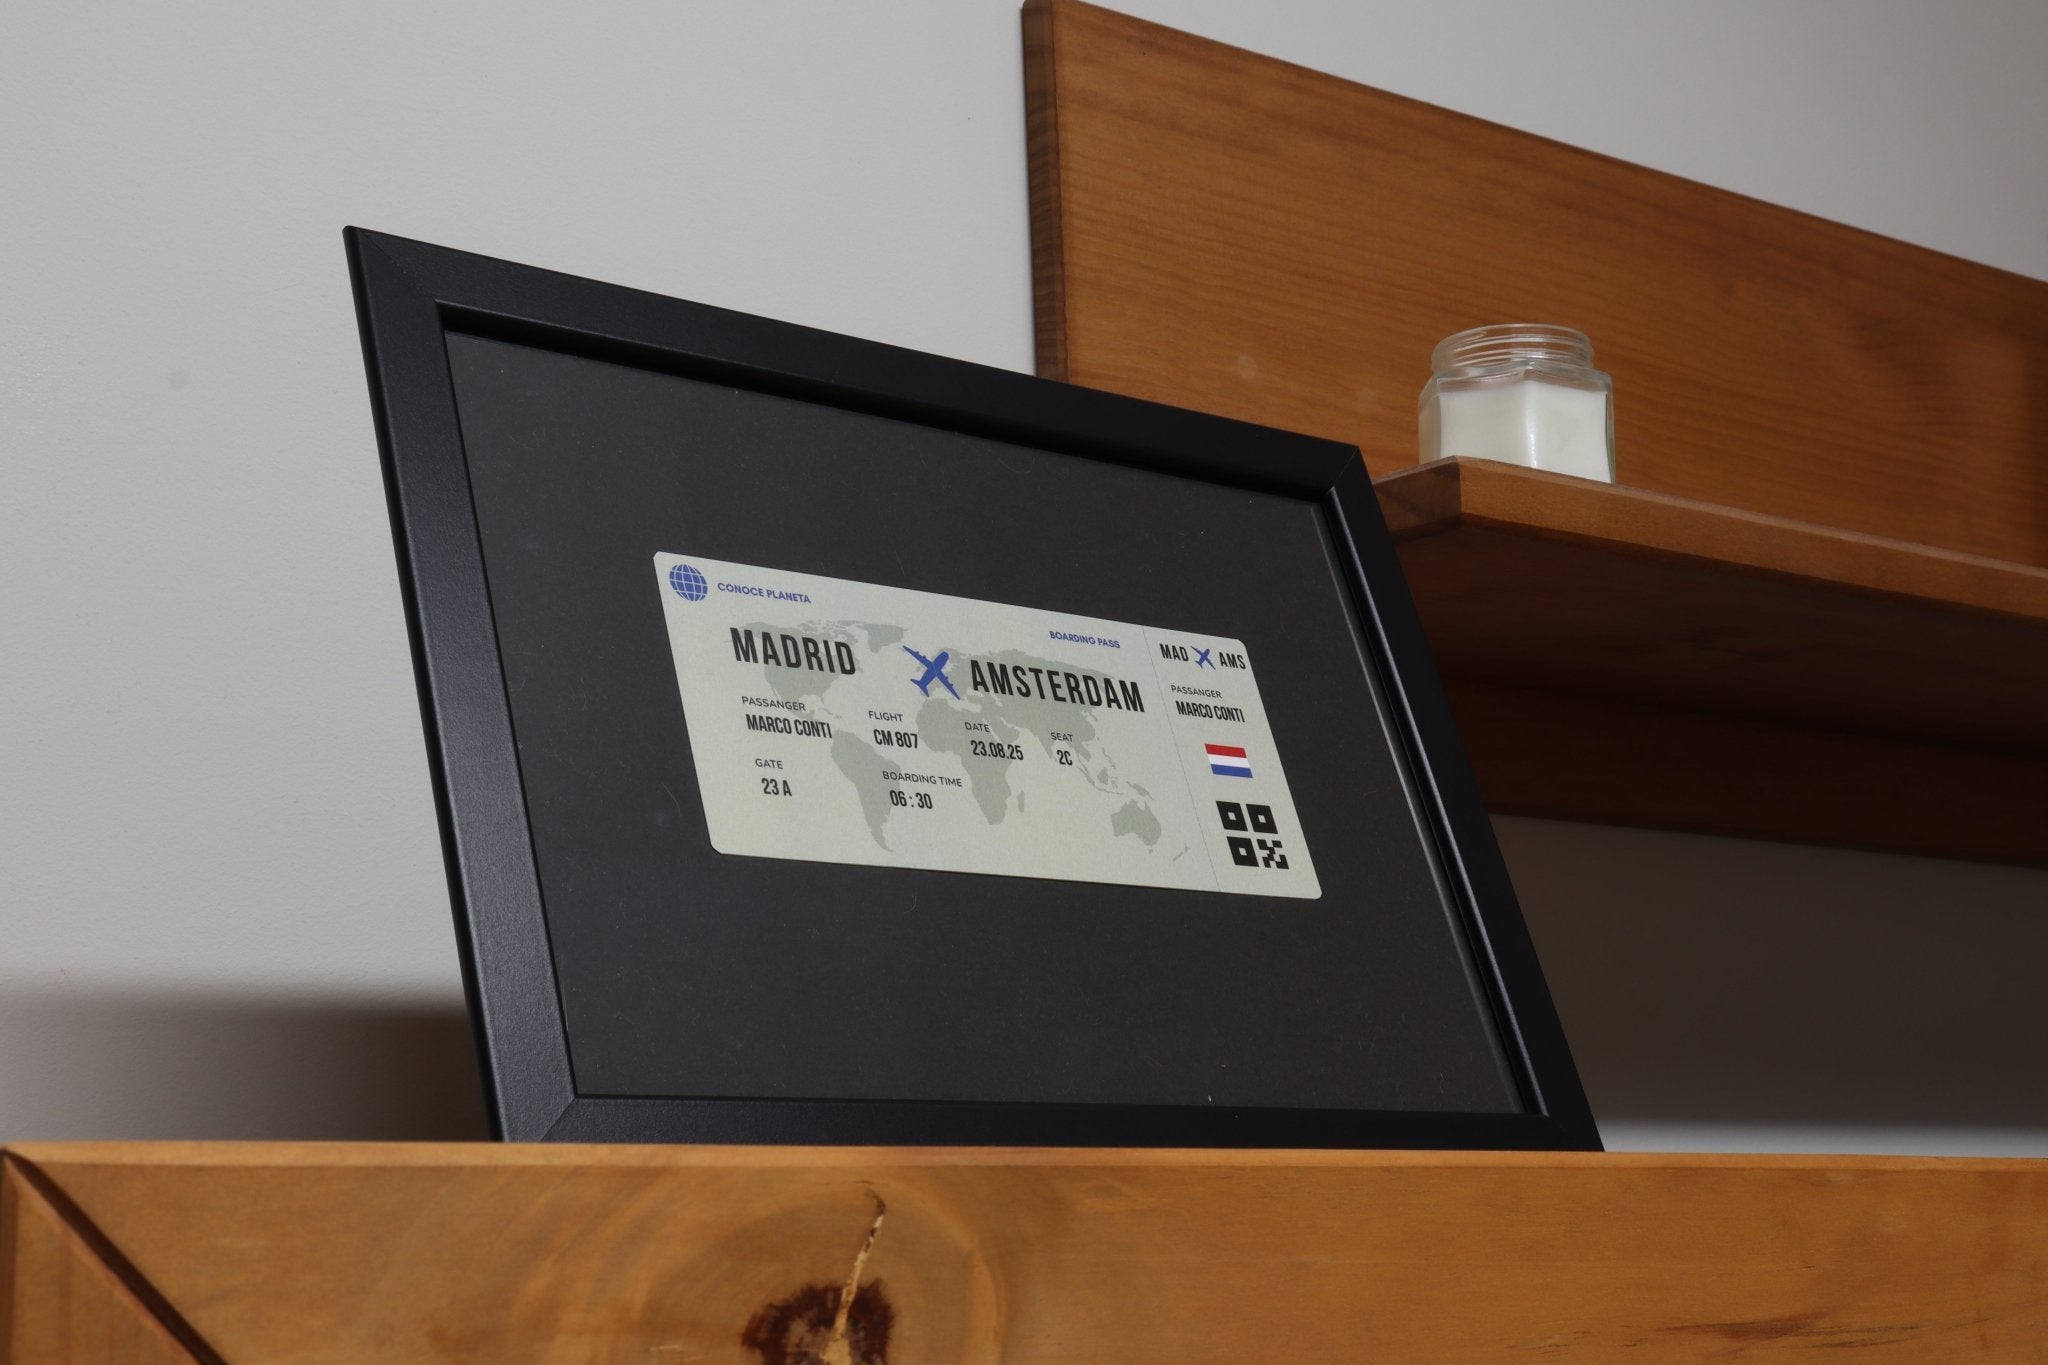 CONOCE PLANETA
BOARDING PASS
MADRID AMSTERDAM
PASSANGER FLIGHT DATE SEAT
MARCO CONTI CM 807 23.08.25 2C
GATE BOARDING TIME
23 A 06 : 30
MAD AMS
PASSANGER
MARCO CONTI